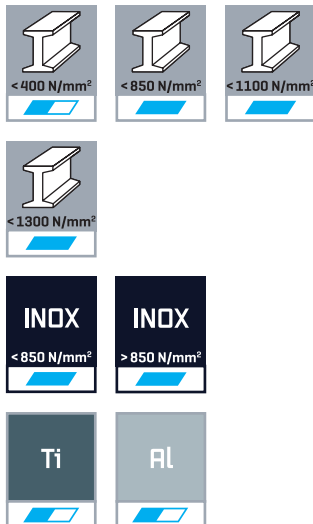 <400 N/mm² <850 N/mm² <1100 N/mm²
<1300 N/mm²
INOX INOX
<850 N/mm² >850 N/mm²
Ti Al